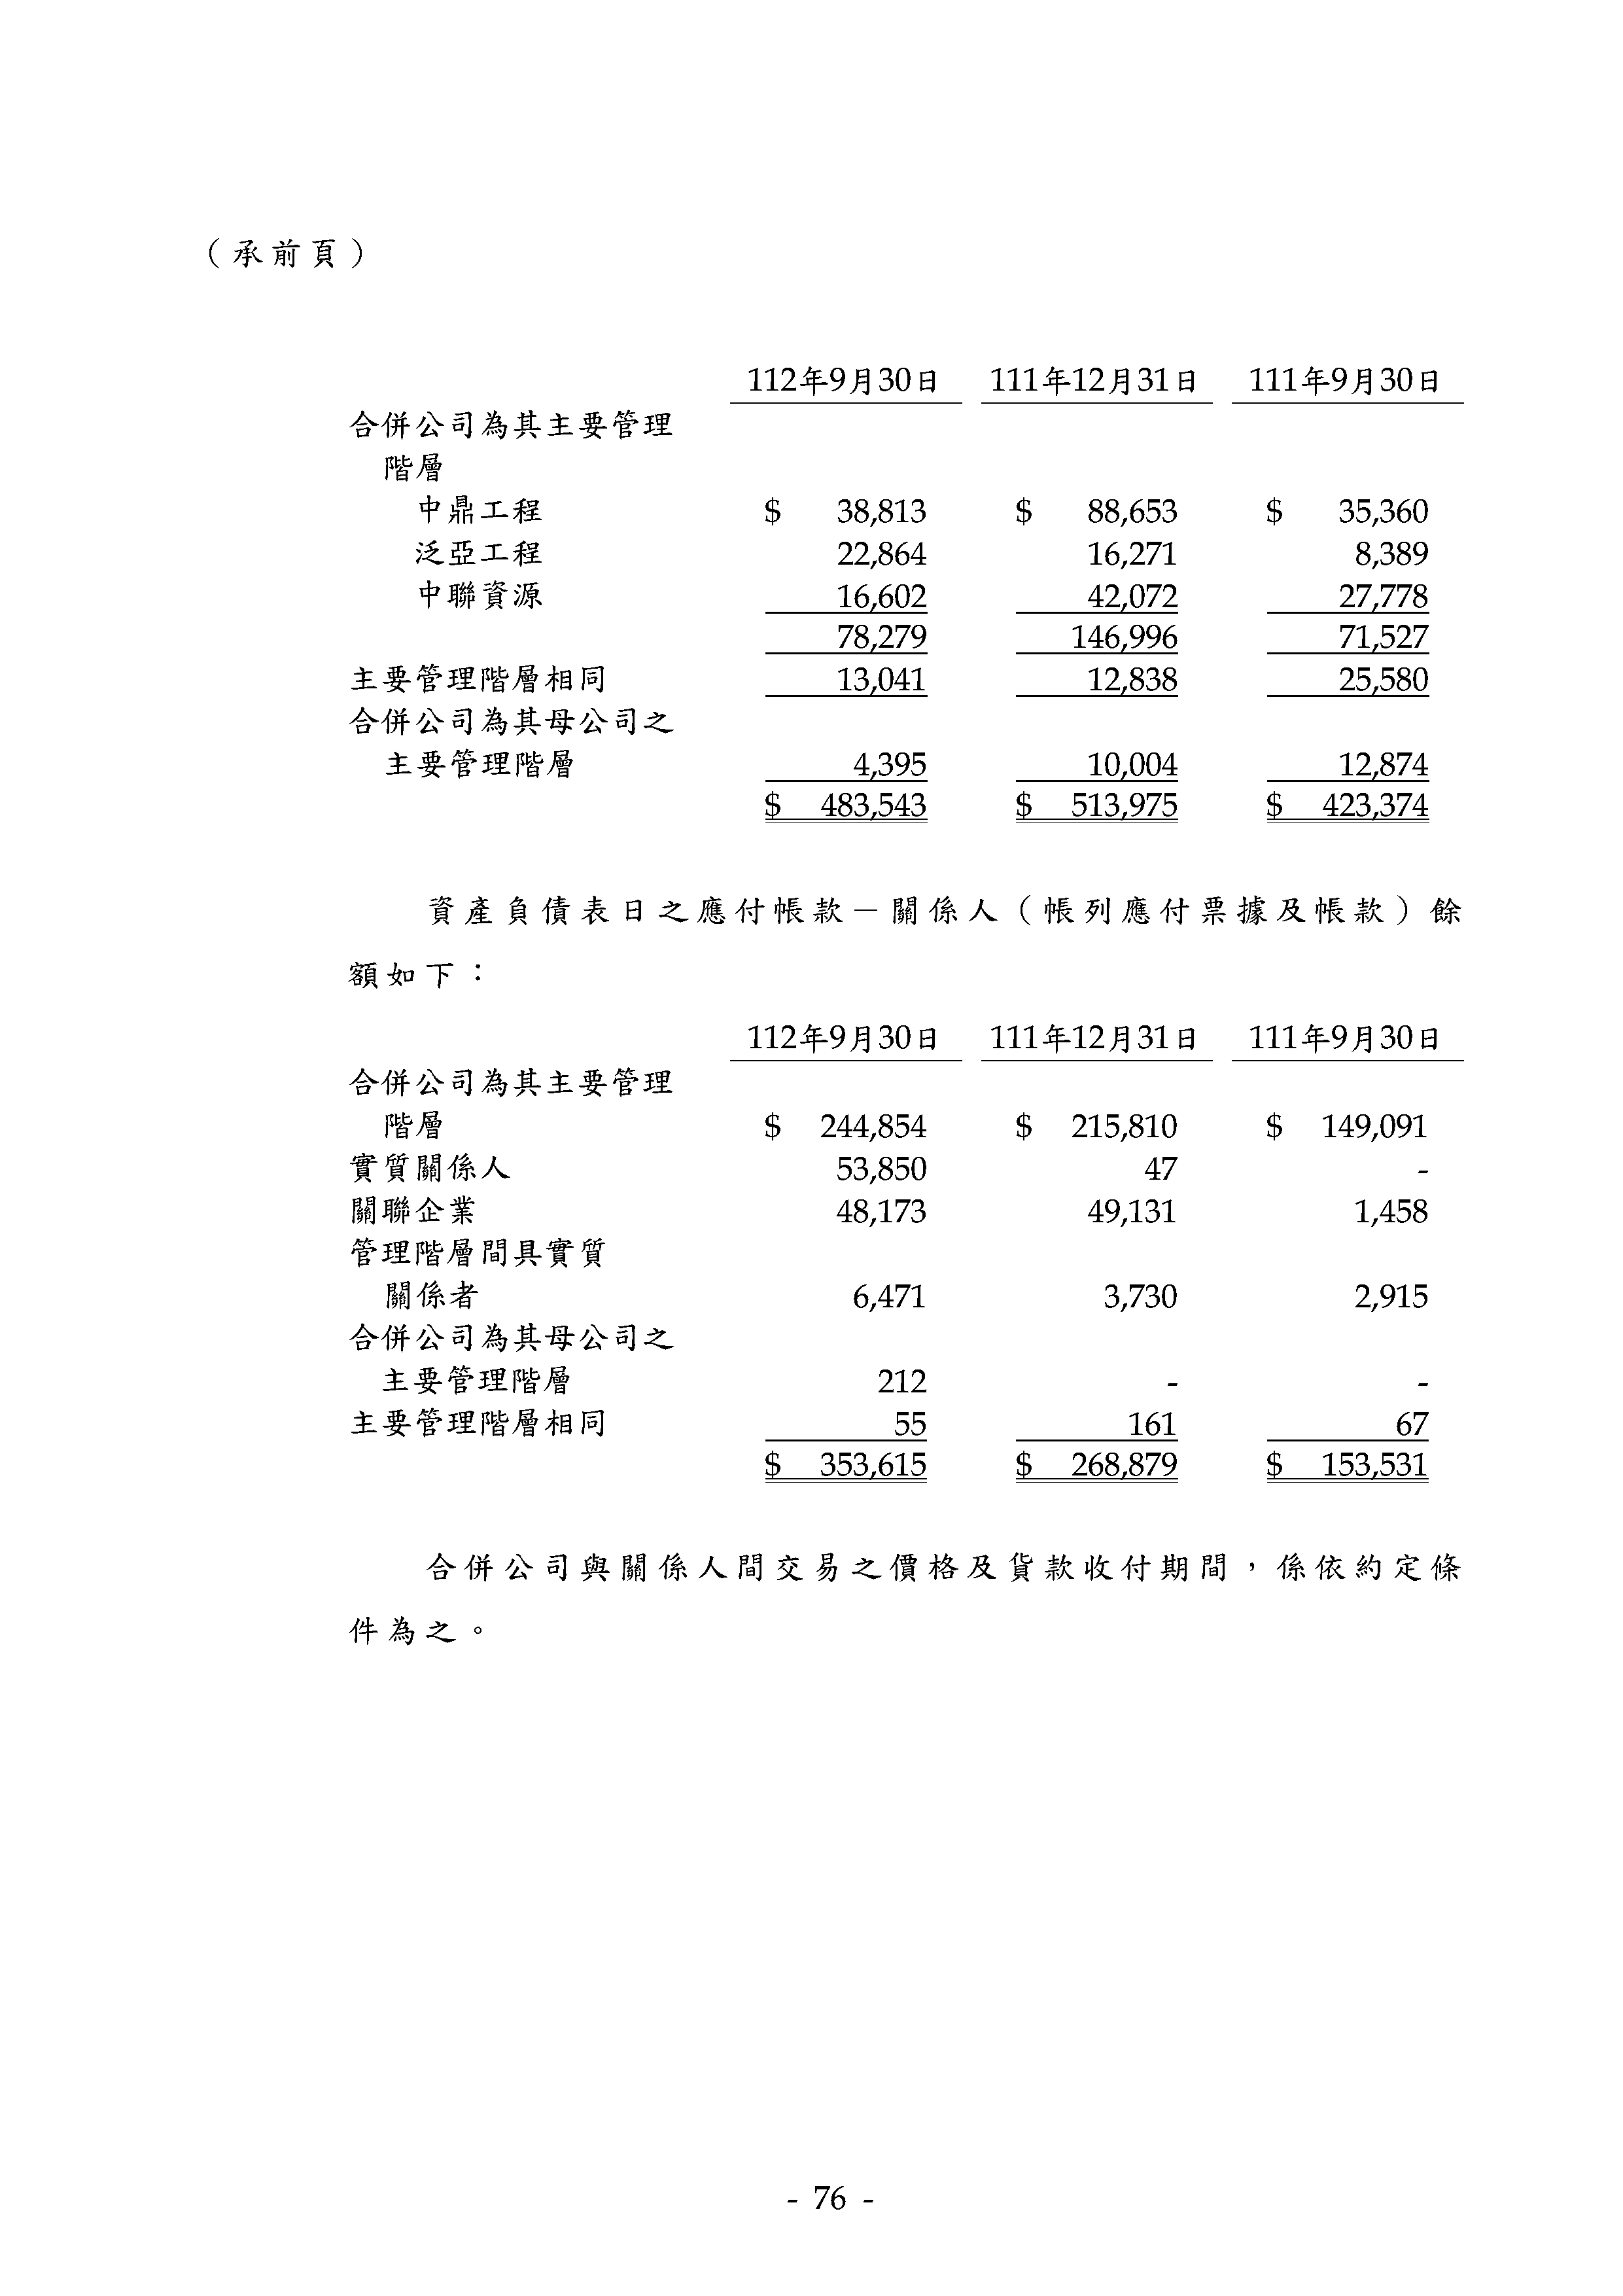 （承前頁）
112年9月30日 111年12月31日 111年9月30日
合併公司為其主要管理
階層
中鼎工程 $ 38,813 $ 88,653 $ 35,360
泛亞工程 22,864 16,271 8,389
中聯資源 16,602 42,072 27,778
78,279 146,996 71,527
主要管理階層相同 13,041 12,838 25,580
合併公司為其母公司之
主要管理階層 4,395 10,004 12,874
$ 483,543 $ 513,975 $ 423,374
資產負債表日之應付帳款－關係人（帳列應付票據及帳款）餘
額如下：
112年9月30日 111年12月31日 111年9月30日
合併公司為其主要管理
階層 $ 244,854 $ 215,810 $ 149,091
實質關係人 53,850 47 -
關聯企業 48,173 49,131 1,458
管理階層間具實質
關係者 6,471 3,730 2,915
合併公司為其母公司之
主要管理階層 212 - -
主要管理階層相同 55 161 67
$ 353,615 $ 268,879 $ 153,531
合併公司與關係人間交易之價格及貨款收付期間，係依約定條
件為之。
- 76 -